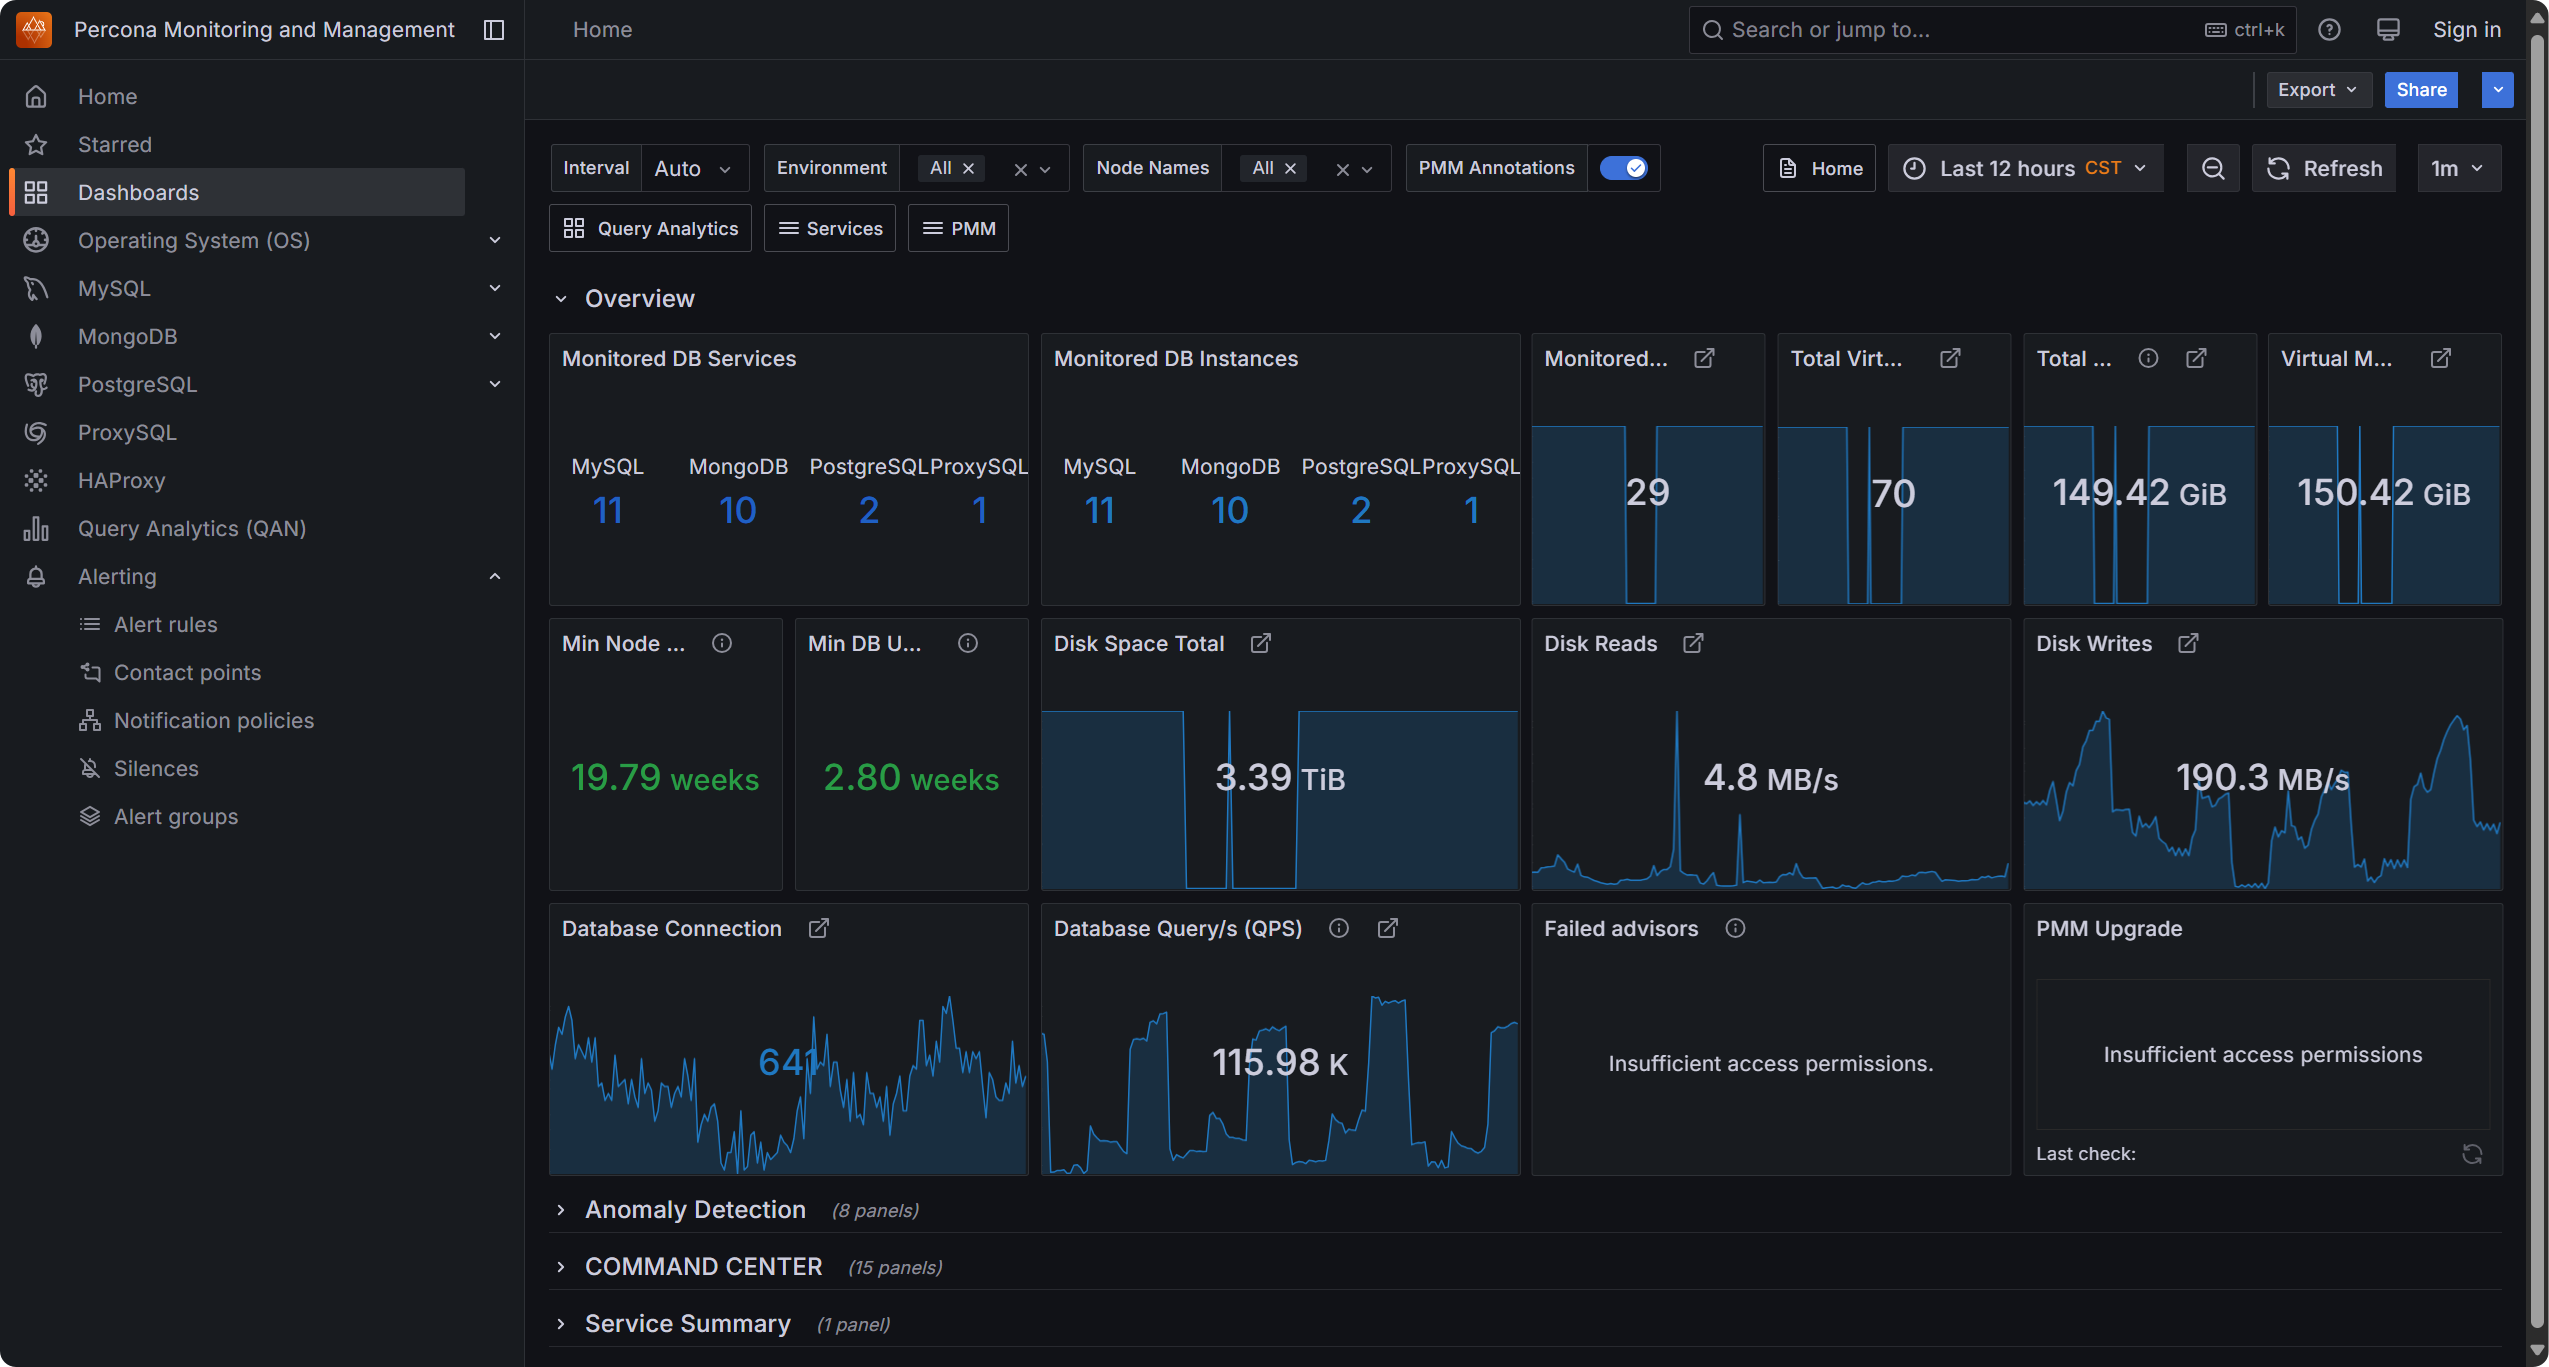 Percona Monitoring and Management
Home
Search or jump to...
ctrl+k
Sign in
Export
Share
Home
Starred
Dashboards
Operating System (OS)
MySQL
MongoDB
PostgreSQL
ProxySQL
HAProxy
Query Analytics (QAN)
Alerting
Alert rules
Contact points
Notification policies
Silences
Alert groups
Interval Auto
Environment All
Node Names All
PMM Annotations
Home
Last 12 hours CST
Refresh
1m
Query Analytics
Services
PMM
Overview
Monitored DB Services
MySQL MongoDB PostgreSQL ProxySQL
11 10 2 1
Monitored DB Instances
MySQL MongoDB PostgreSQL ProxySQL
11 10 2 1
Monitored...
29
Total Virt...
70
Total ...
149.42 GiB
Virtual M...
150.42 GiB
Min Node ...
19.79 weeks
Min DB U...
2.80 weeks
Disk Space Total
3.39 TiB
Disk Reads
4.8 MB/s
Disk Writes
190.3 MB/s
Database Connection
641
Database Query/s (QPS)
115.98 K
Failed advisors
Insufficient access permissions.
PMM Upgrade
Insufficient access permissions
Last check:
Anomaly Detection (8 panels)
COMMAND CENTER (15 panels)
Service Summary (1 panel)